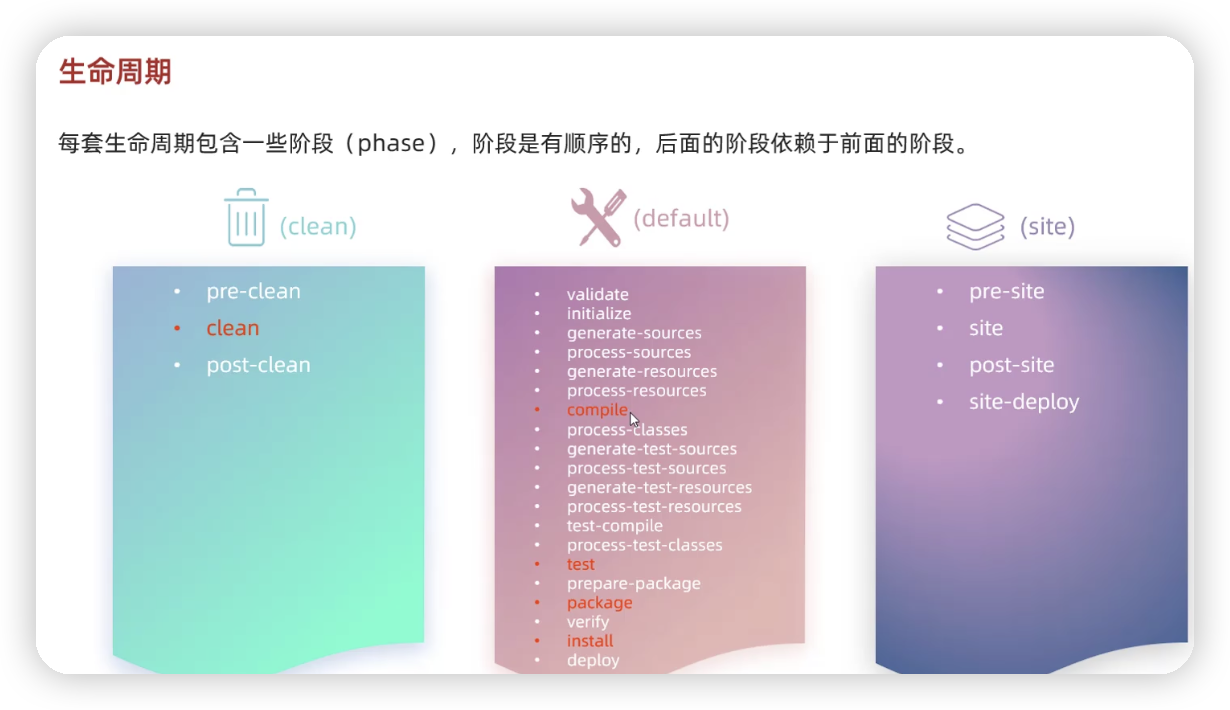 生命周期
每套生命周期包含一些阶段（phase），阶段是有顺序的，后面的阶段依赖于前面的阶段。
(clean)
• pre-clean
• clean
• post-clean
(default)
• validate
• initialize
• generate-sources
• process-sources
• generate-resources
• process-resources
• compile
• process-classes
• generate-test-sources
• process-test-sources
• generate-test-resources
• process-test-resources
• test-compile
• process-test-classes
• test
• prepare-package
• package
• verify
• install
• deploy
(site)
• pre-site
• site
• post-site
• site-deploy